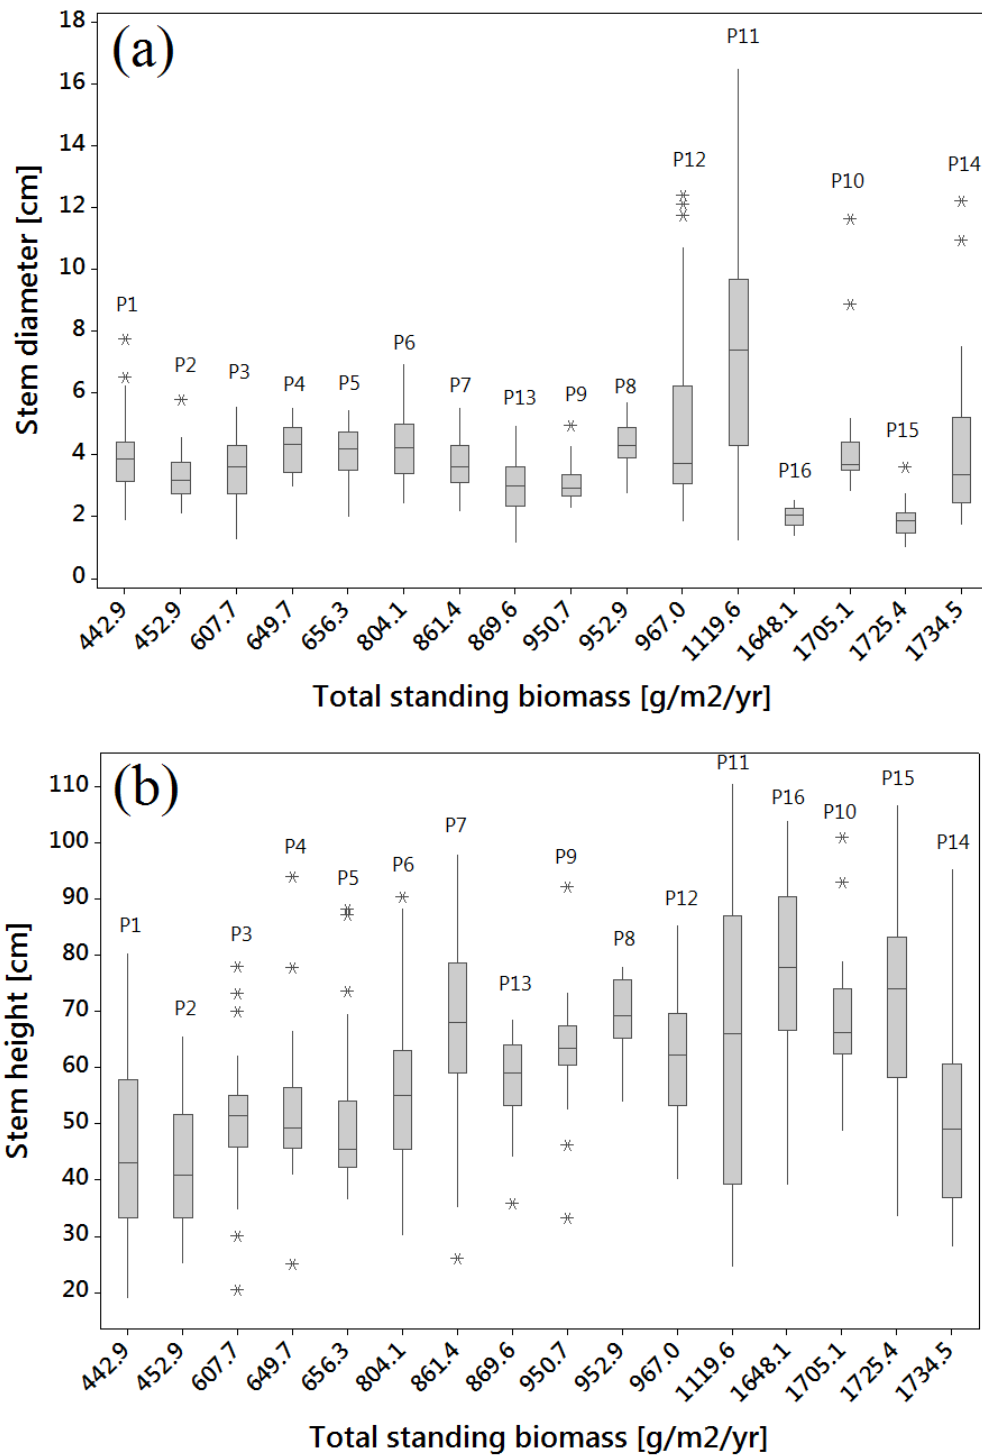 (a)
Stem diameter [cm]
18
16
14
12
10
8
6
4
2
0
P1
P2
P3
P4
P5
P6
P7
P13
P9
P8
P12
P11
P16
P10
P15
P14
442.9
452.9
607.7
649.7
656.3
804.1
861.4
869.6
950.7
952.9
967.0
1119.6
1648.1
1705.1
1725.4
1734.5
Total standing biomass [g/m2/yr]
(b)
Stem height [cm]
110
100
90
80
70
60
50
40
30
20
P1
P2
P3
P4
P5
P6
P7
P13
P9
P8
P12
P11
P16
P10
P15
P14
442.9
452.9
607.7
649.7
656.3
804.1
861.4
869.6
950.7
952.9
967.0
1119.6
1648.1
1705.1
1725.4
1734.5
Total standing biomass [g/m2/yr]